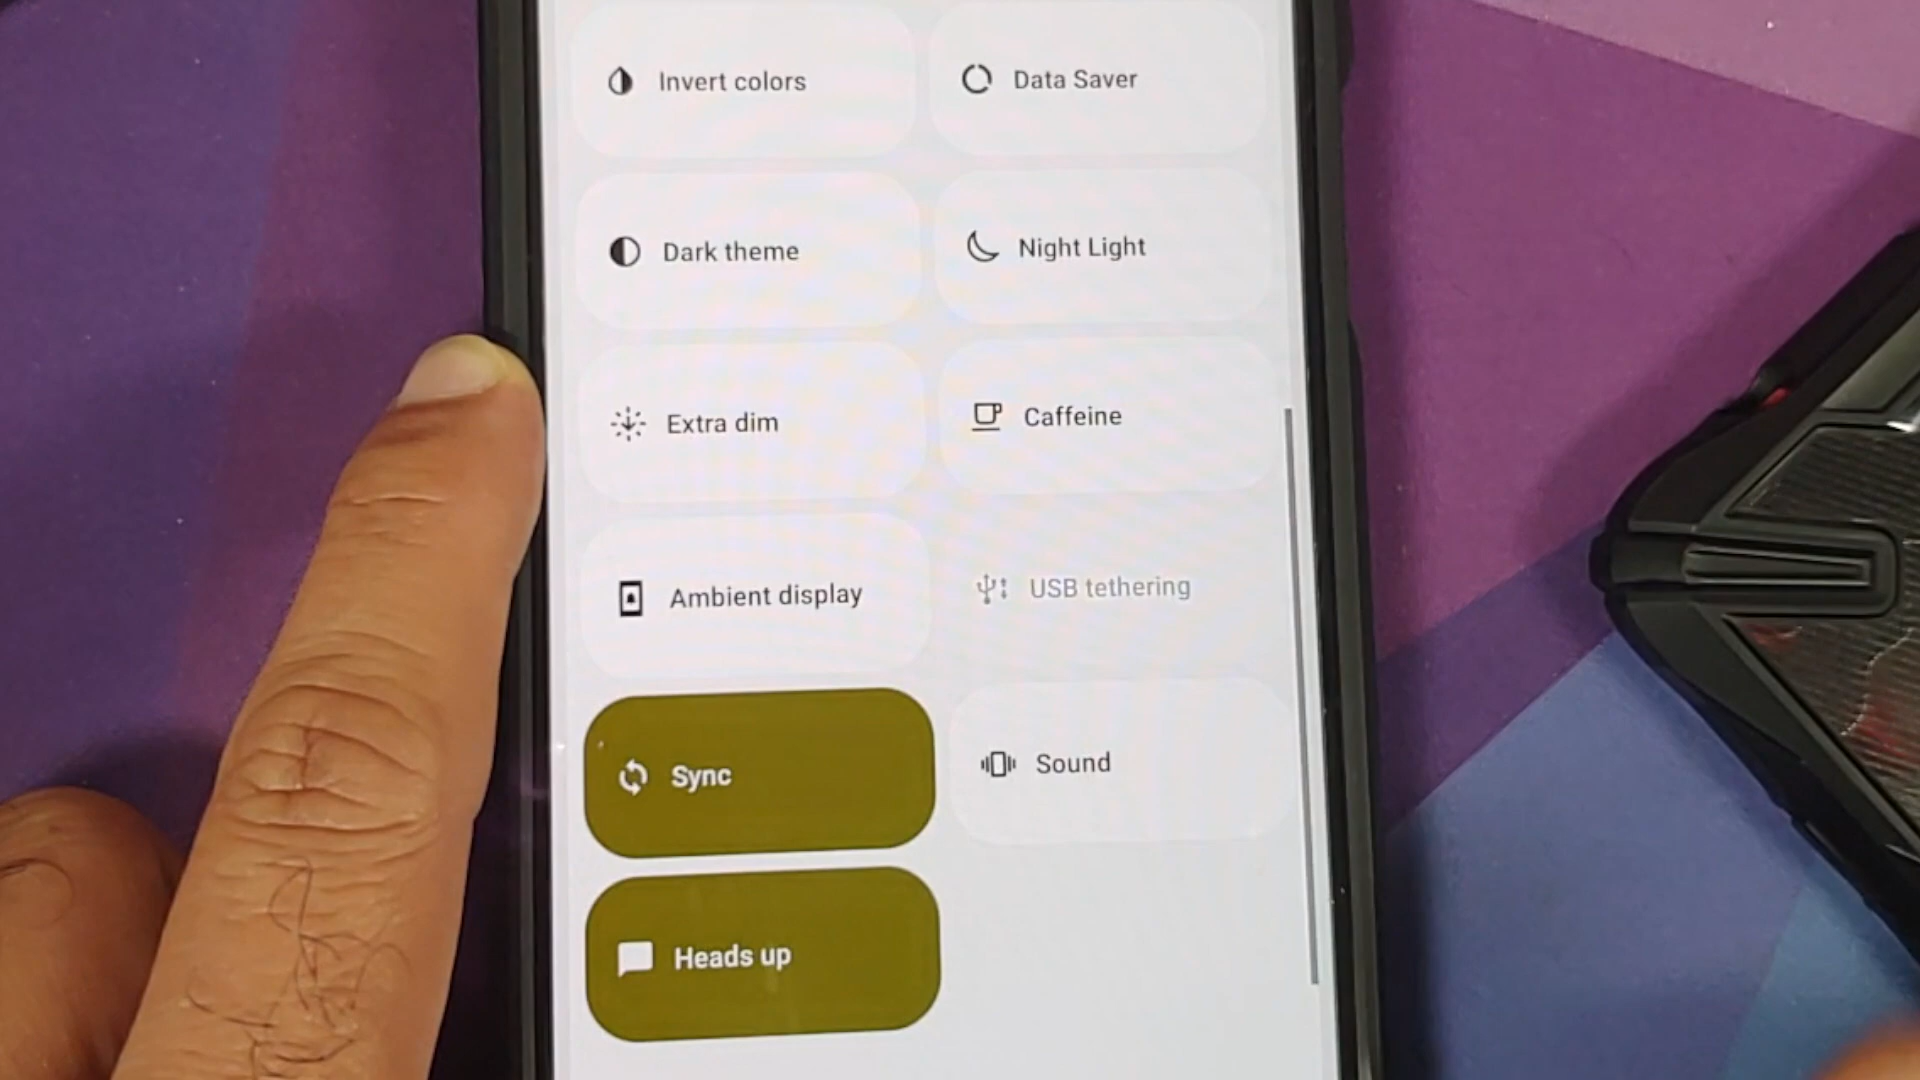 Invert colors
Data Saver
Dark theme
Night Light
Extra dim
Caffeine
Ambient display
USB tethering
Sync
Sound
Heads up